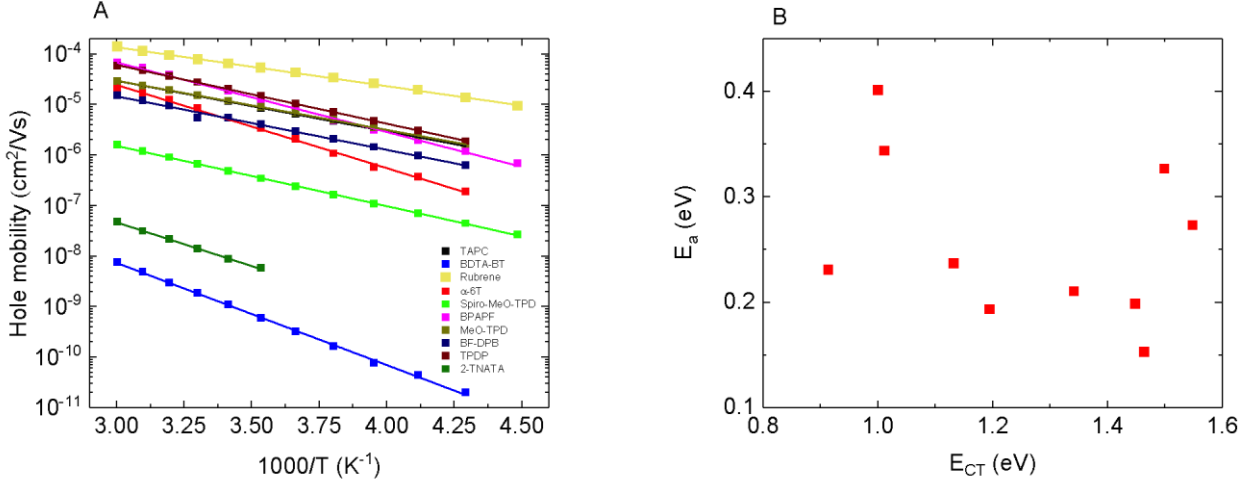 A
Hole mobility (cm²/Vs)
10⁻⁴
10⁻⁵
10⁻⁶
10⁻⁷
10⁻⁸
10⁻⁹
10⁻¹⁰
10⁻¹¹
TAPC
BDTA-BT
Rubrene
α-6T
Spiro-MeO-TPD
BPAPF
MeO-TPD
BF-DPB
TPDP
2-TNATA
3.00 3.25 3.50 3.75 4.00 4.25 4.50
1000/T (K⁻¹)
B
Eₐ (eV)
0.4
0.3
0.2
0.1
0.8 1.0 1.2 1.4 1.6
E_CT (eV)